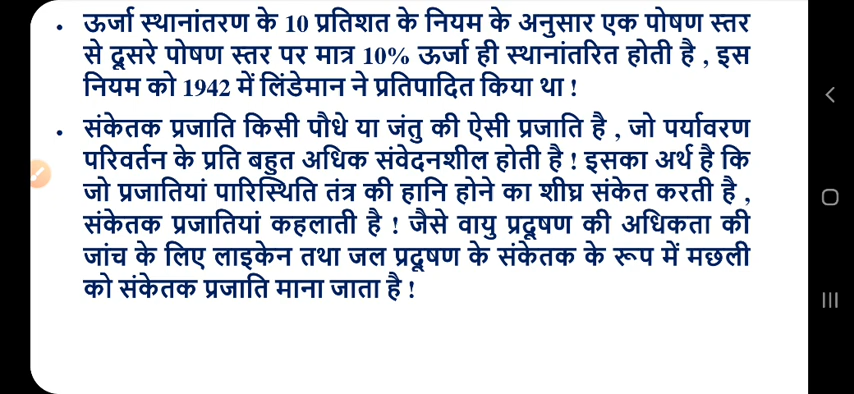 • ऊर्जा स्थानांतरण के 10 प्रतिशत के नियम के अनुसार एक पोषण स्तर
से दूसरे पोषण स्तर पर मात्र 10% ऊर्जा ही स्थानांतरित होती है , इस
नियम को 1942 में लिंडेमान ने प्रतिपादित किया था !
• संकेतक प्रजाति किसी पौधे या जंतु की ऐसी प्रजाति है , जो पर्यावरण
परिवर्तन के प्रति बहुत अधिक संवेदनशील होती है ! इसका अर्थ है कि
जो प्रजातियां पारिस्थिति तंत्र की हानि होने का शीघ्र संकेत करती है ,
संकेतक प्रजातियां कहलाती है ! जैसे वायु प्रदूषण की अधिकता की
जांच के लिए लाइकेन तथा जल प्रदूषण के संकेतक के रूप में मछली
को संकेतक प्रजाति माना जाता है !